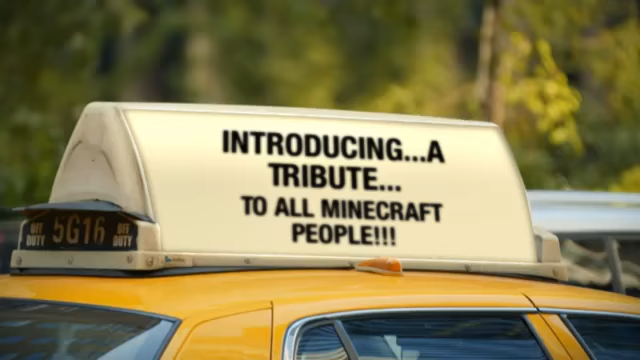 INTRODUCING...A
TRIBUTE...
TO ALL MINECRAFT
PEOPLE!!!
OFF DUTY 5G16 OFF DUTY